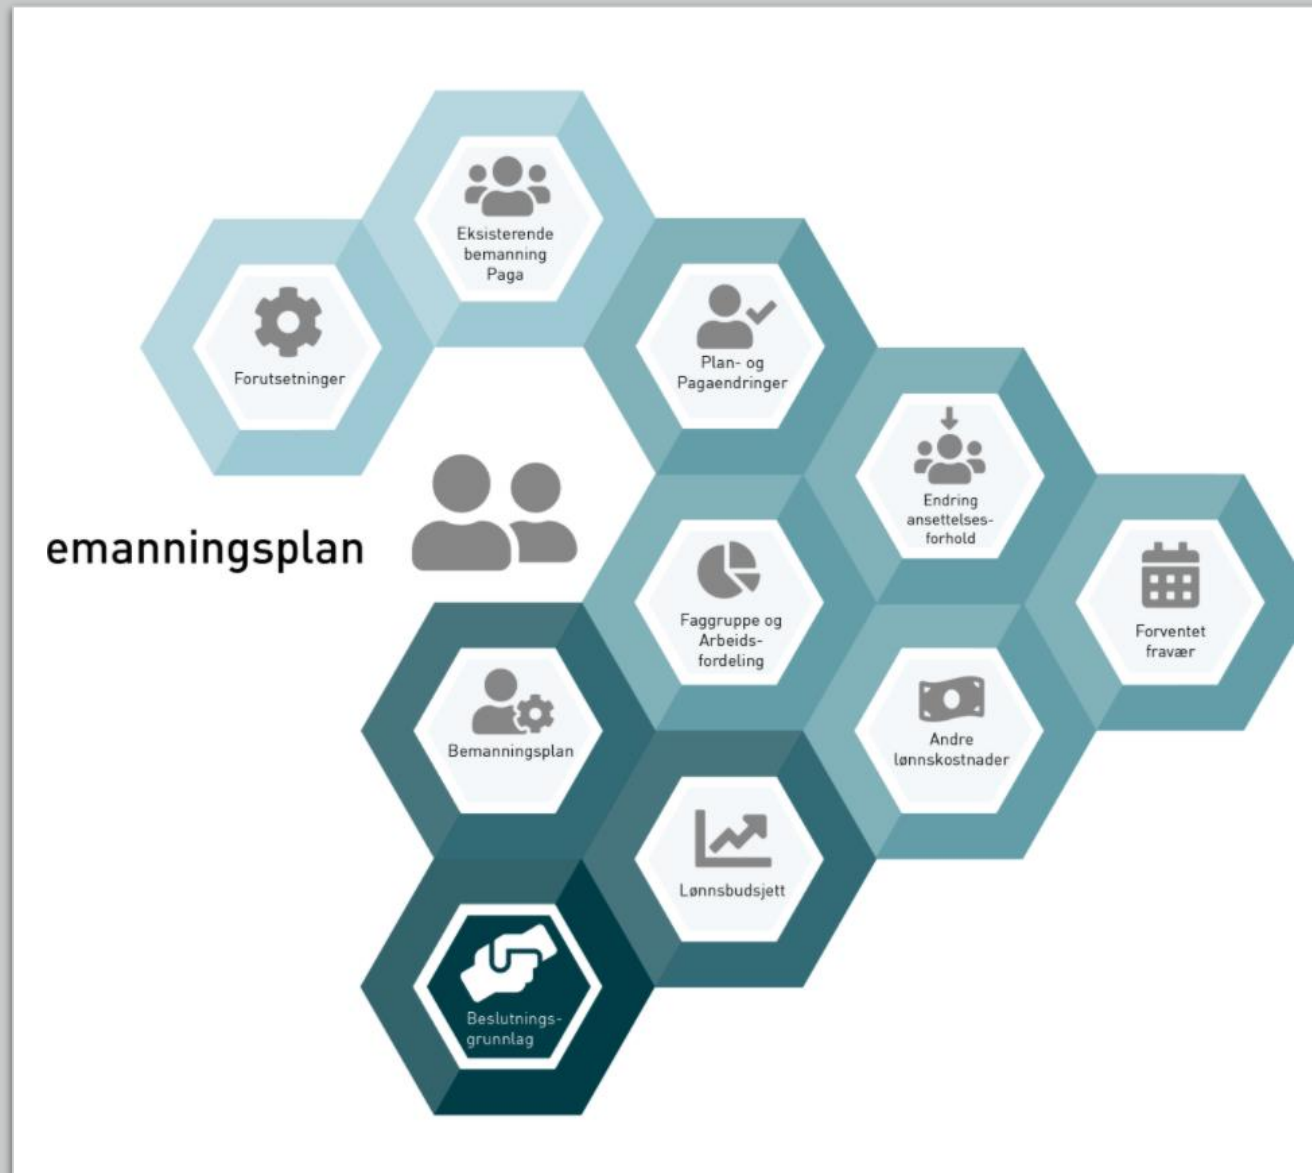 Eksisterende
bemanning
Paga
Forutsetninger
Plan- og
Pagaendringer
Endring
ansettelses-
forhold
emanningsplan
Faggruppe og
Arbeids-
fordeling
Forventet
fravær
Bemanningsplan
Andre
lønnskostnader
Lønnsbudsjett
Beslutnings-
grunnlag